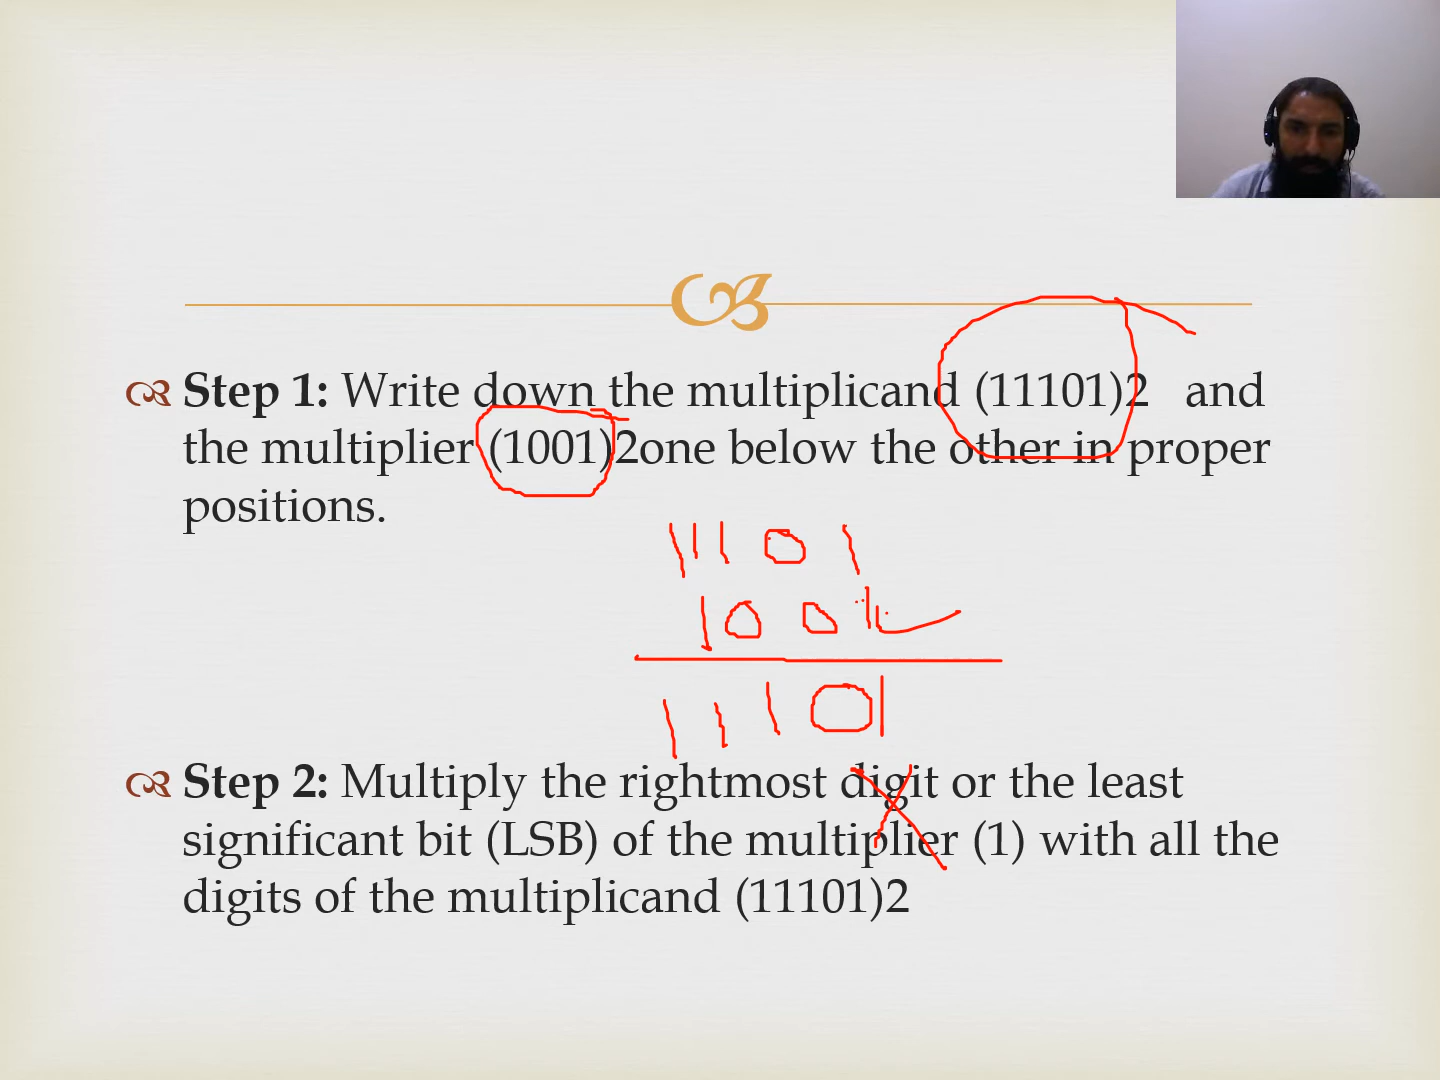 Step 1: Write down the multiplicand (11101)2 and
the multiplier (1001)2one below the other in proper
positions.
11101
1001
11101
Step 2: Multiply the rightmost digit or the least
significant bit (LSB) of the multiplier (1) with all the
digits of the multiplicand (11101)2